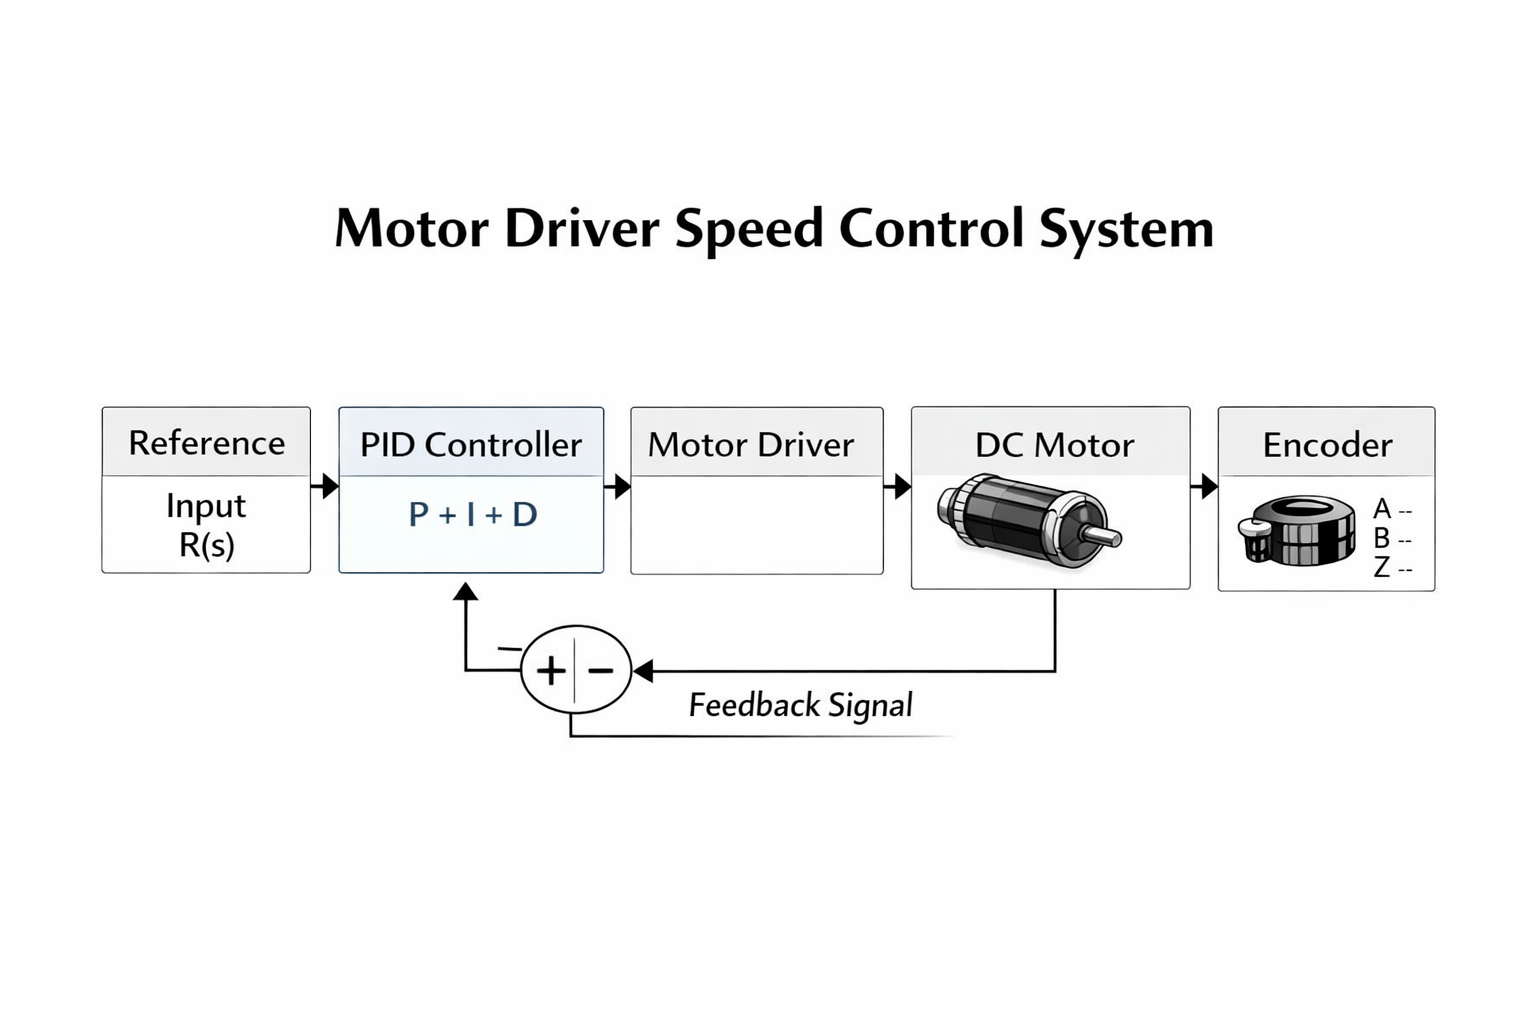 Motor Driver Speed Control System
Reference
Input
R(s)
PID Controller
P + I + D
Motor Driver
DC Motor
Encoder
A --
B --
Z --
–
+ | –
Feedback Signal